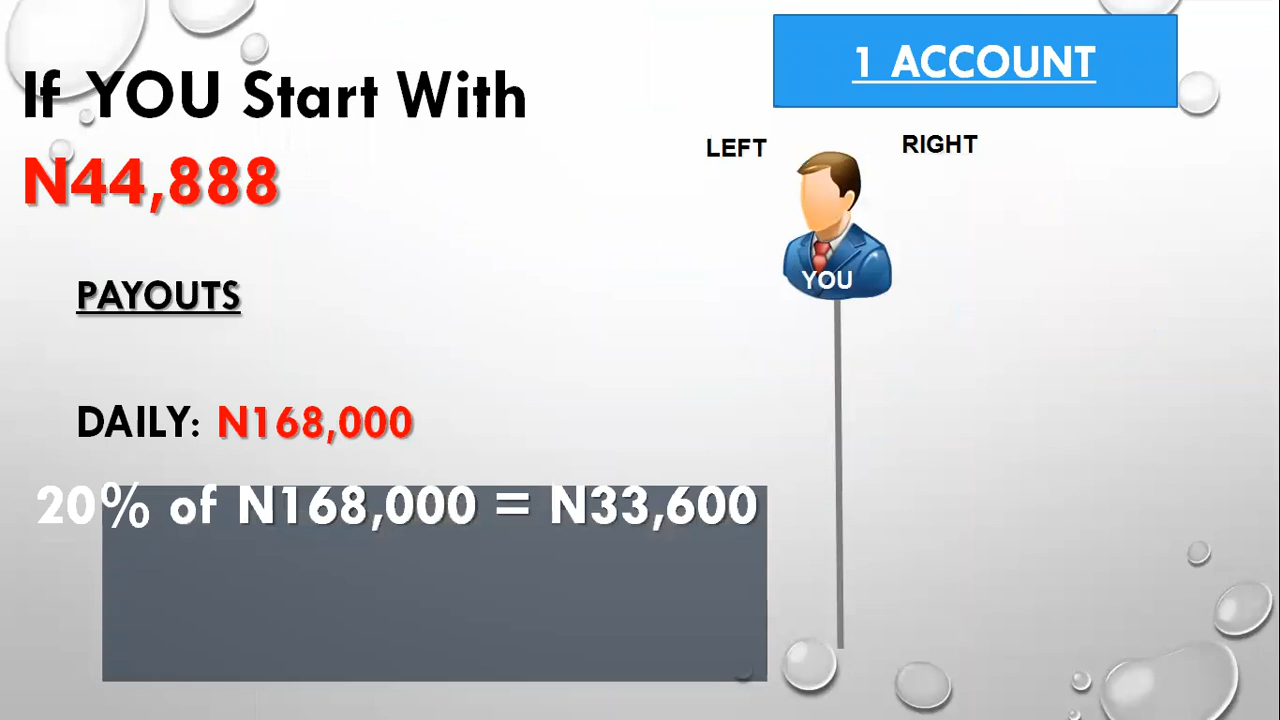 If YOU Start With
N44,888
PAYOUTS
DAILY: N168,000
20% of N168,000 = N33,600
1 ACCOUNT
LEFT
RIGHT
YOU